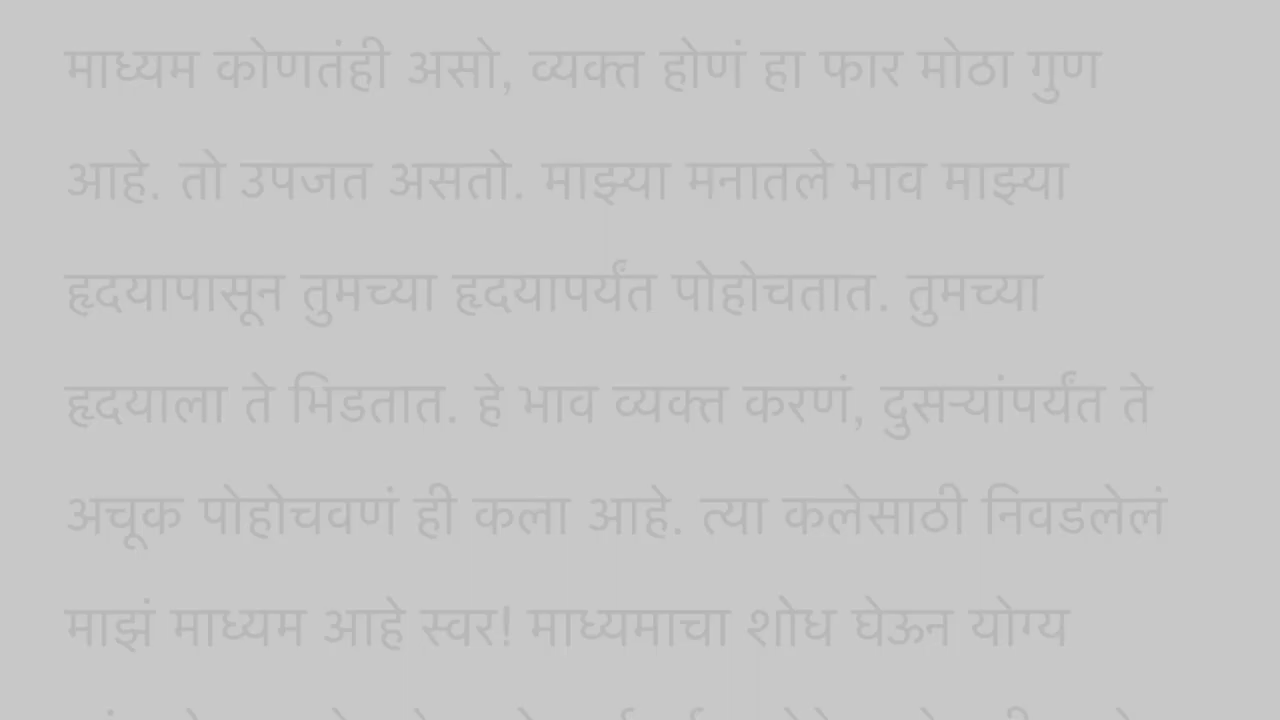 माध्यम कोणतंही असो, व्यक्त होणं हा फार मोठा गुण
आहे. तो उपजत असतो. माझ्या मनातले भाव माझ्या
हृदयापासून तुमच्या हृदयापर्यंत पोहोचतात. तुमच्या
हृदयाला ते भिडतात. हे भाव व्यक्त करणं, दुसऱ्यांपर्यंत ते
अचूक पोहोचवणं ही कला आहे. त्या कलेसाठी निवडलेलं
माझं माध्यम आहे स्वर! माध्यमाचा शोध घेऊन योग्य